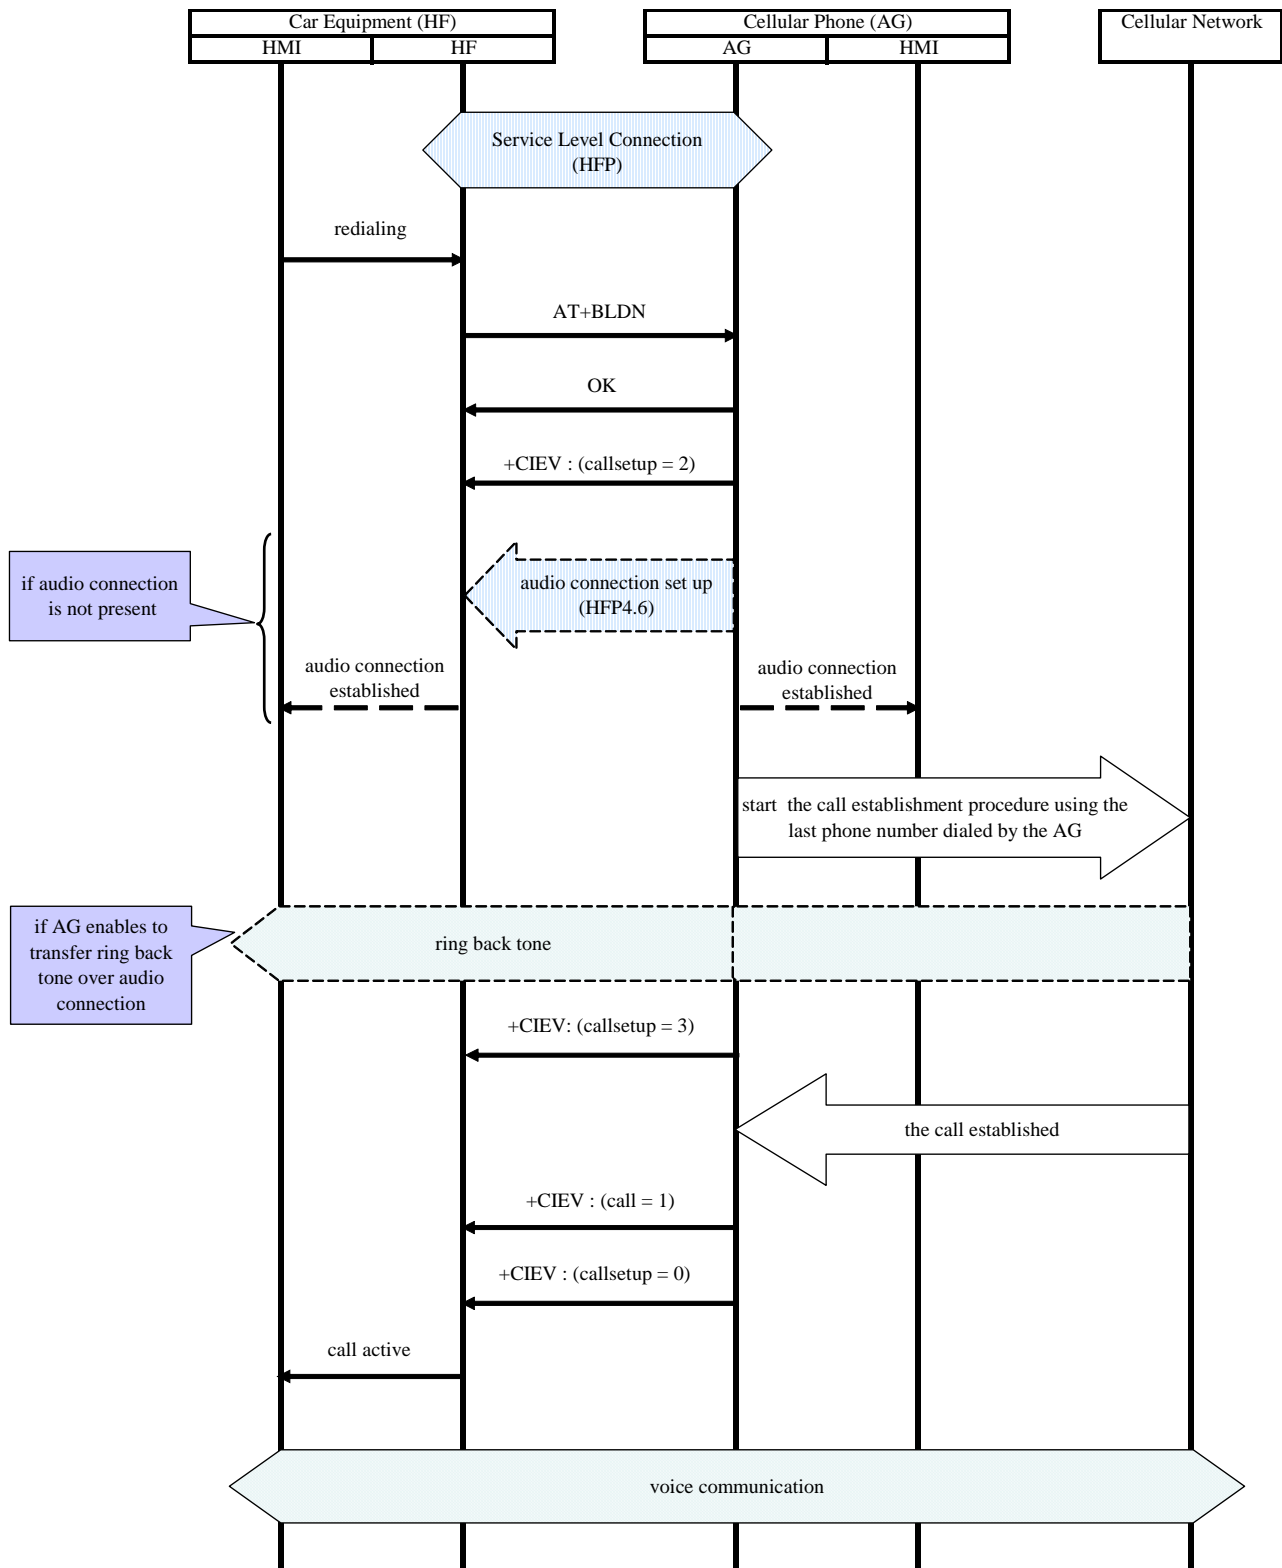 Car Equipment (HF)
Cellular Phone (AG)
Cellular Network
HMI
HF
AG
HMI
Service Level Connection
(HFP)
redialing
AT+BLDN
OK
+CIEV : (callsetup = 2)
if audio connection
is not present
audio connection set up
(HFP4.6)
audio connection
established
audio connection
established
start  the call establishment procedure using the
last phone number dialed by the AG
if AG enables to
transfer ring back
tone over audio
connection
ring back tone
+CIEV: (callsetup = 3)
the call established
+CIEV : (call = 1)
+CIEV : (callsetup = 0)
call active
voice communication